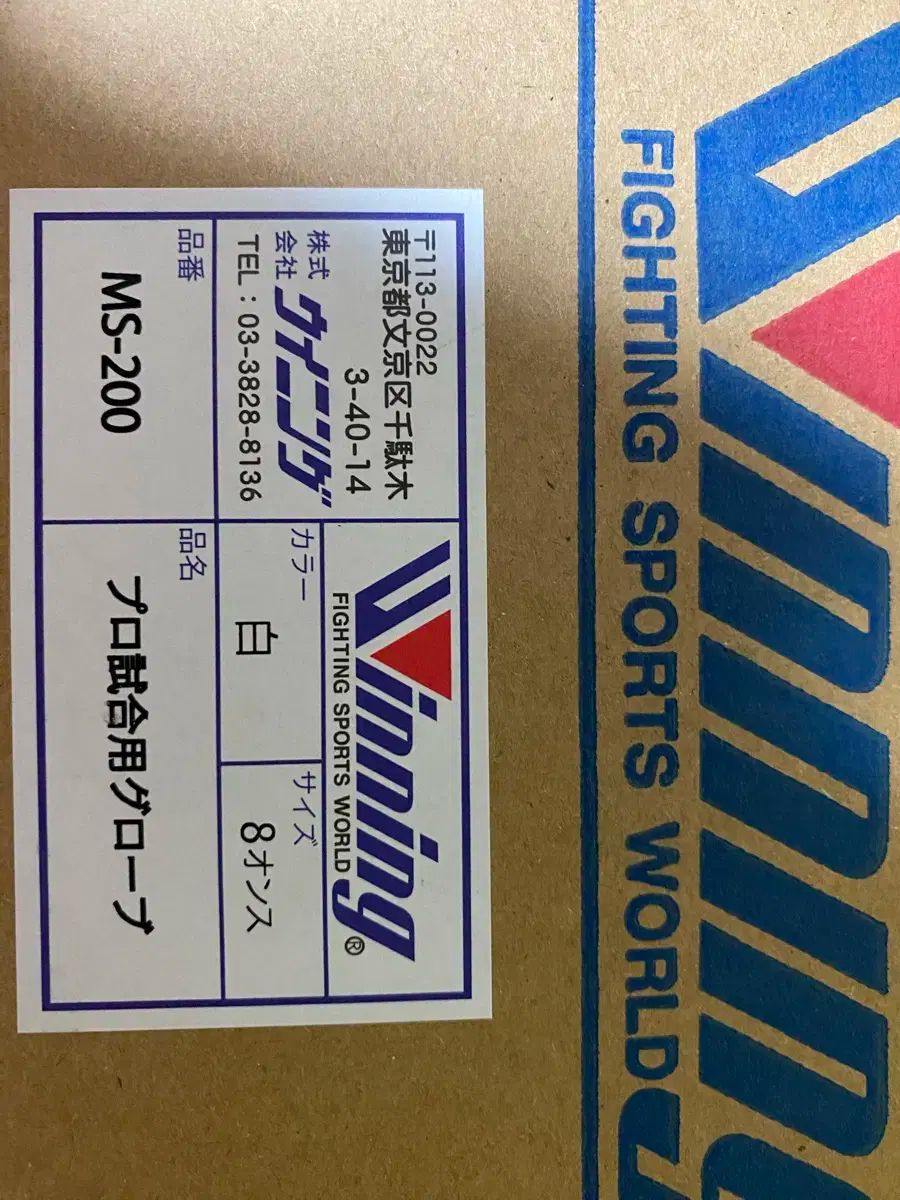 Winning
FIGHTING SPORTS WORLD
〒113-0022
東京都文京区千駄木
3-40-14
株式
会社
ウイニング
TEL : 03-3828-8136
Winning®
FIGHTING SPORTS WORLD
カラー
白
サイズ
8オンス
品番
MS-200
品名
プロ試合用グローブ